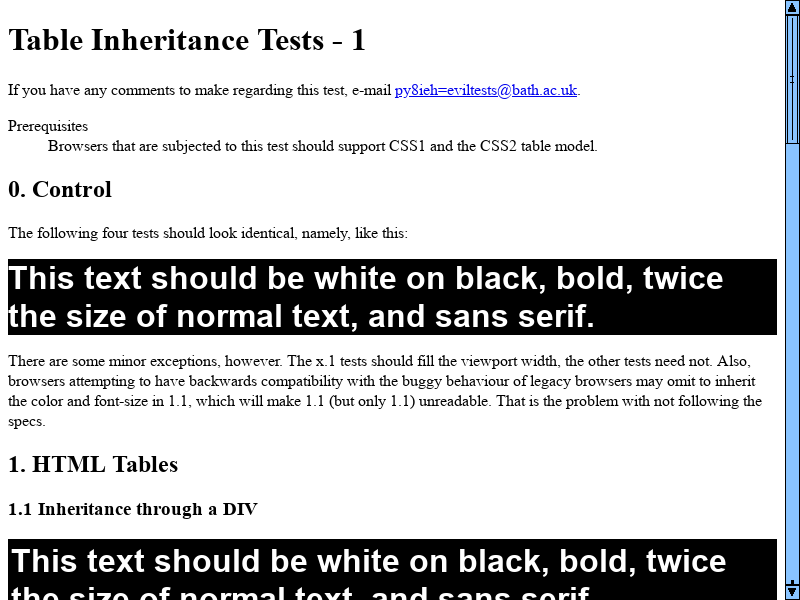 Table Inheritance Tests - 1
If you have any comments to make regarding this test, e-mail py8ieh=eviltests@bath.ac.uk.
Prerequisites
Browsers that are subjected to this test should support CSS1 and the CSS2 table model.
0. Control
The following four tests should look identical, namely, like this:
This text should be white on black, bold, twice
the size of normal text, and sans serif.
There are some minor exceptions, however. The x.1 tests should fill the viewport width, the other tests need not. Also,
browsers attempting to have backwards compatibility with the buggy behaviour of legacy browsers may omit to inherit
the color and font-size in 1.1, which will make 1.1 (but only 1.1) unreadable. That is the problem with not following the
specs.
1. HTML Tables
1.1 Inheritance through a DIV
This text should be white on black, bold, twice
the size of normal text, and sans serif.